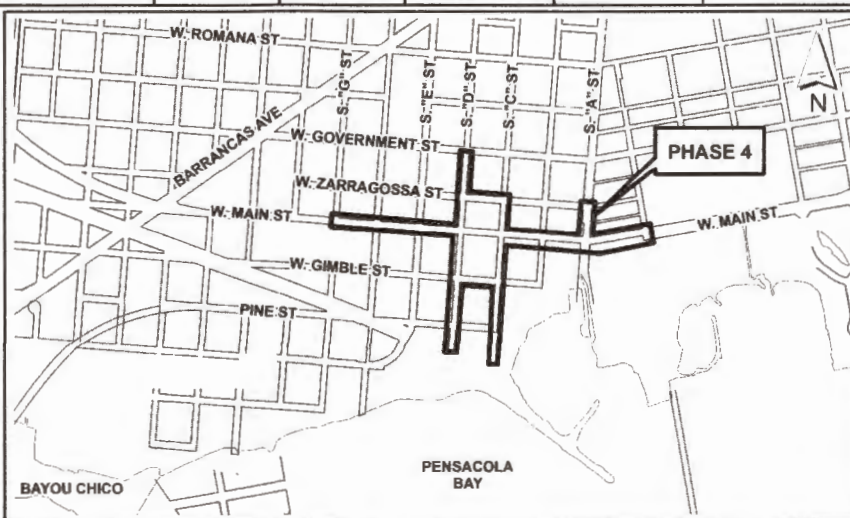 W. ROMANA ST
S. "G" ST
S. "E" ST
S. "D" ST
S. "C" ST
S. "A" ST
N
BARRANCAS AVE
W. GOVERNMENT ST
PHASE 4
W. ZARRAGOSSA ST
W. MAIN ST
W. MAIN ST
W. GIMBLE ST
PINE ST
PENSACOLA
BAY
BAYOU CHICO